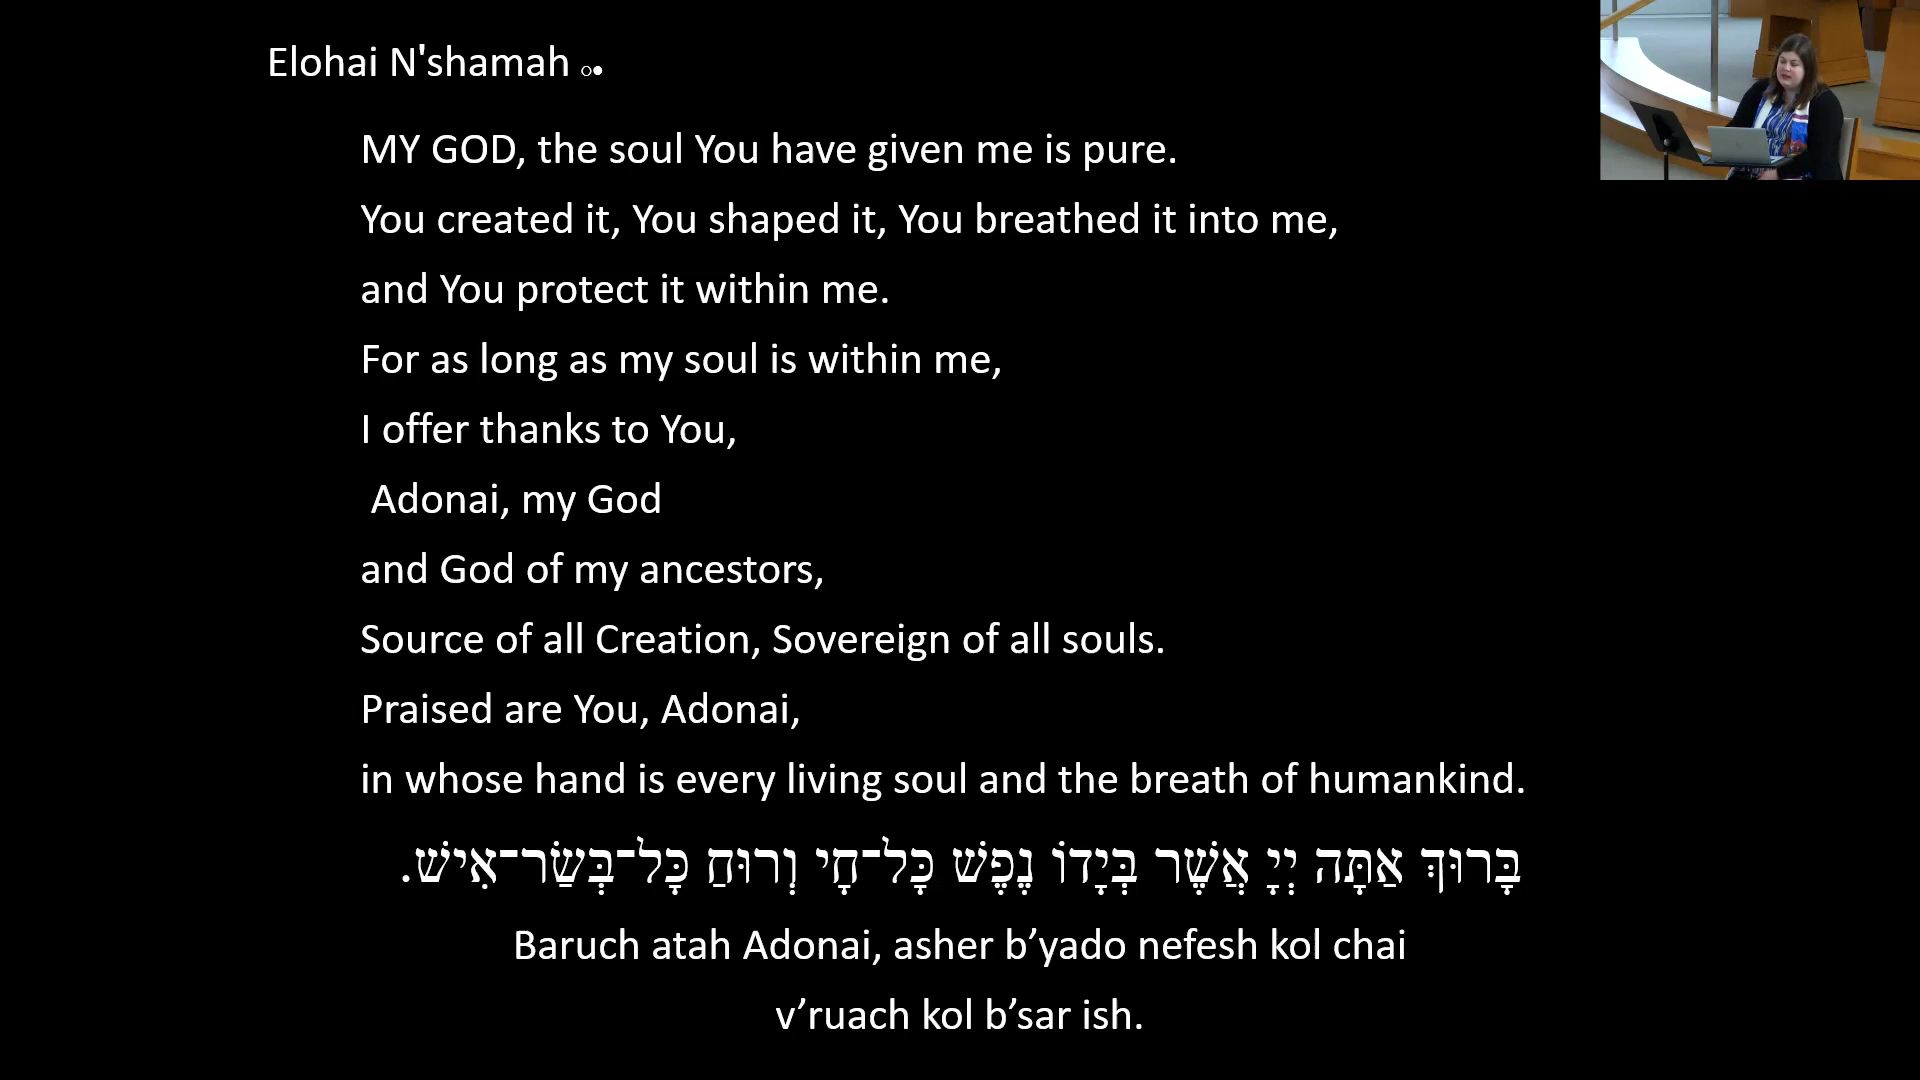 Elohai N'shamah ○●
MY GOD, the soul You have given me is pure.
You created it, You shaped it, You breathed it into me,
and You protect it within me.
For as long as my soul is within me,
I offer thanks to You,
Adonai, my God
and God of my ancestors,
Source of all Creation, Sovereign of all souls.
Praised are You, Adonai,
in whose hand is every living soul and the breath of humankind.
בָּרוּךְ אַתָּה יְיָ אֲשֶׁר בְּיָדוֹ נֶפֶשׁ כָּל־חָי וְרוּחַ כָּל־בְּשַׂר־אִישׁ.
Baruch atah Adonai, asher b’yado nefesh kol chai
v’ruach kol b’sar ish.